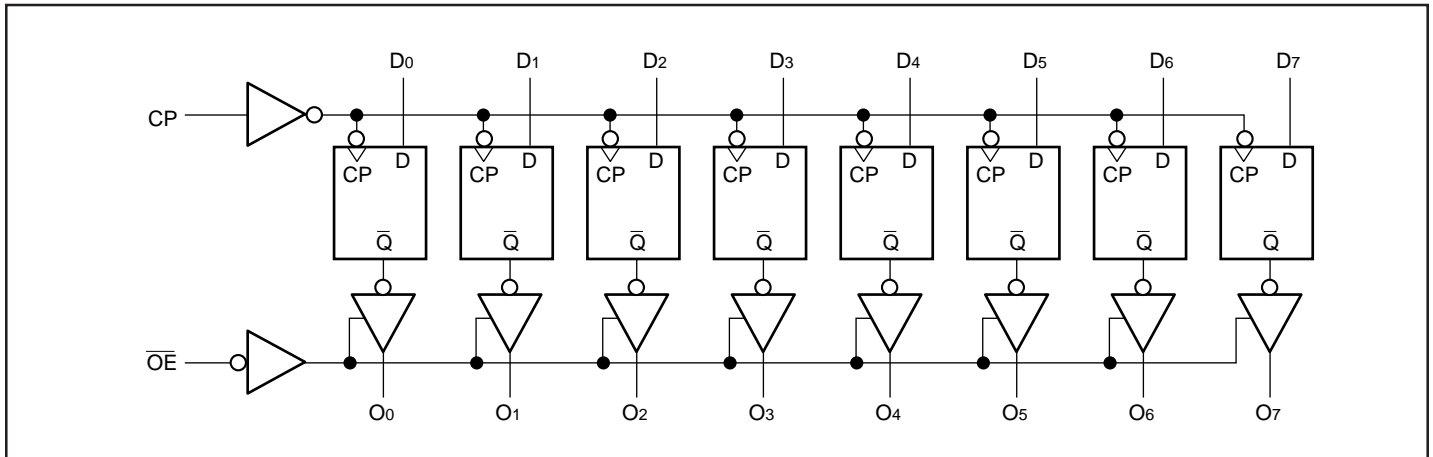 D0 D1 D2 D3 D4 D5 D6 D7
CP
D D D D D D D D
CP CP CP CP CP CP CP CP
Q̅ Q̅ Q̅ Q̅ Q̅ Q̅ Q̅ Q̅
O̅E̅
O0 O1 O2 O3 O4 O5 O6 O7